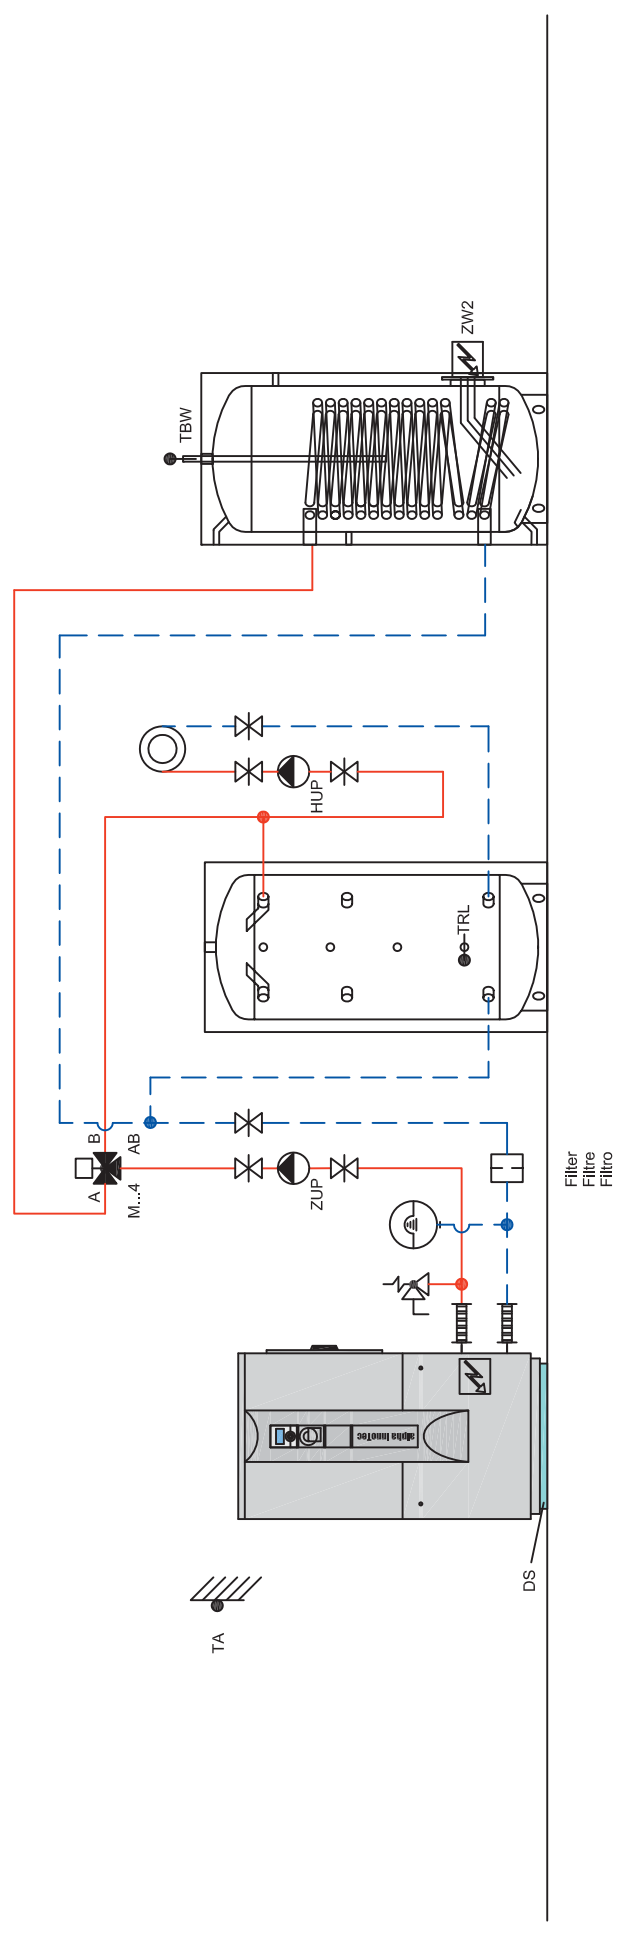 TA
DS
alpha InnoTec
A
B
M...4
AB
ZUP
Filter
Filtre
Filtro
TRL
HUP
TBW
ZW2